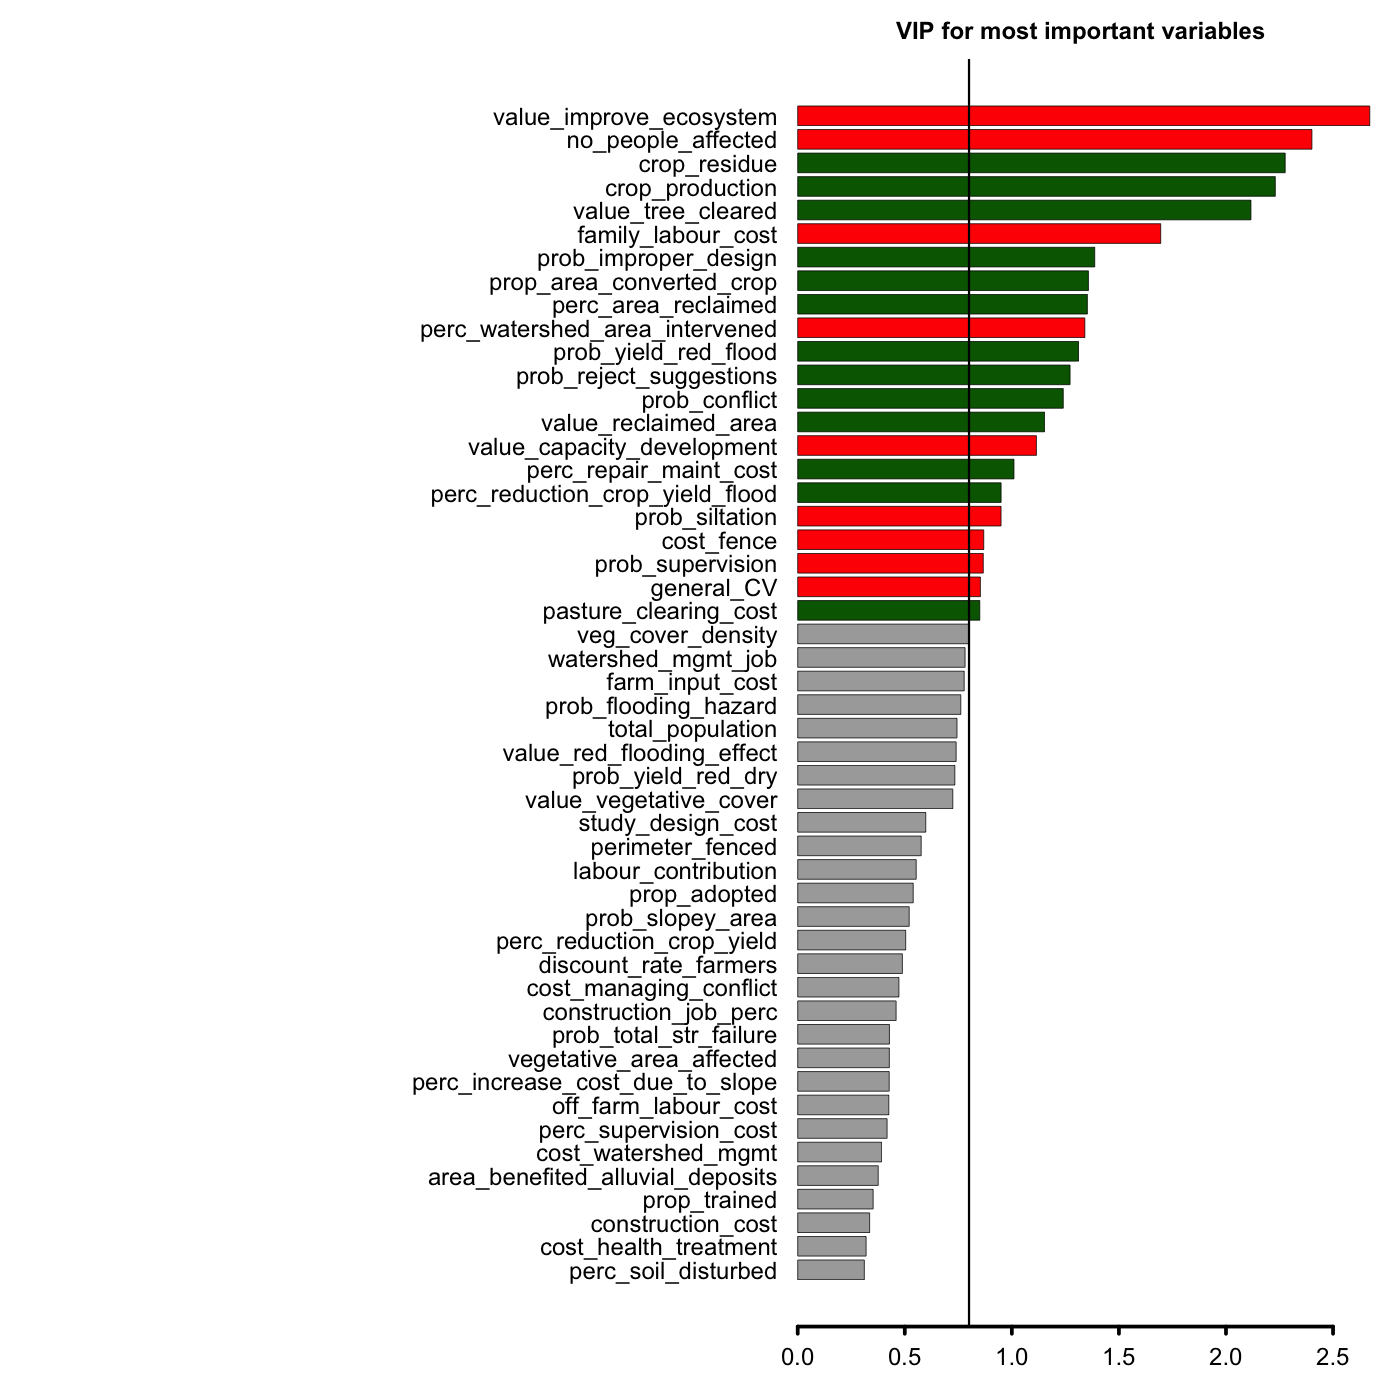 VIP for most important variables
value_improve_ecosystem
no_people_affected
crop_residue
crop_production
value_tree_cleared
family_labour_cost
prob_improper_design
prop_area_converted_crop
perc_area_reclaimed
perc_watershed_area_intervened
prob_yield_red_flood
prob_reject_suggestions
prob_conflict
value_reclaimed_area
value_capacity_development
perc_repair_maint_cost
perc_reduction_crop_yield_flood
prob_siltation
cost_fence
prob_supervision
general_CV
pasture_clearing_cost
veg_cover_density
watershed_mgmt_job
farm_input_cost
prob_flooding_hazard
total_population
value_red_flooding_effect
prob_yield_red_dry
value_vegetative_cover
study_design_cost
perimeter_fenced
labour_contribution
prop_adopted
prob_slopey_area
perc_reduction_crop_yield
discount_rate_farmers
cost_managing_conflict
construction_job_perc
prob_total_str_failure
vegetative_area_affected
perc_increase_cost_due_to_slope
off_farm_labour_cost
perc_supervision_cost
cost_watershed_mgmt
area_benefited_alluvial_deposits
prop_trained
construction_cost
cost_health_treatment
perc_soil_disturbed
0.0 0.5 1.0 1.5 2.0 2.5